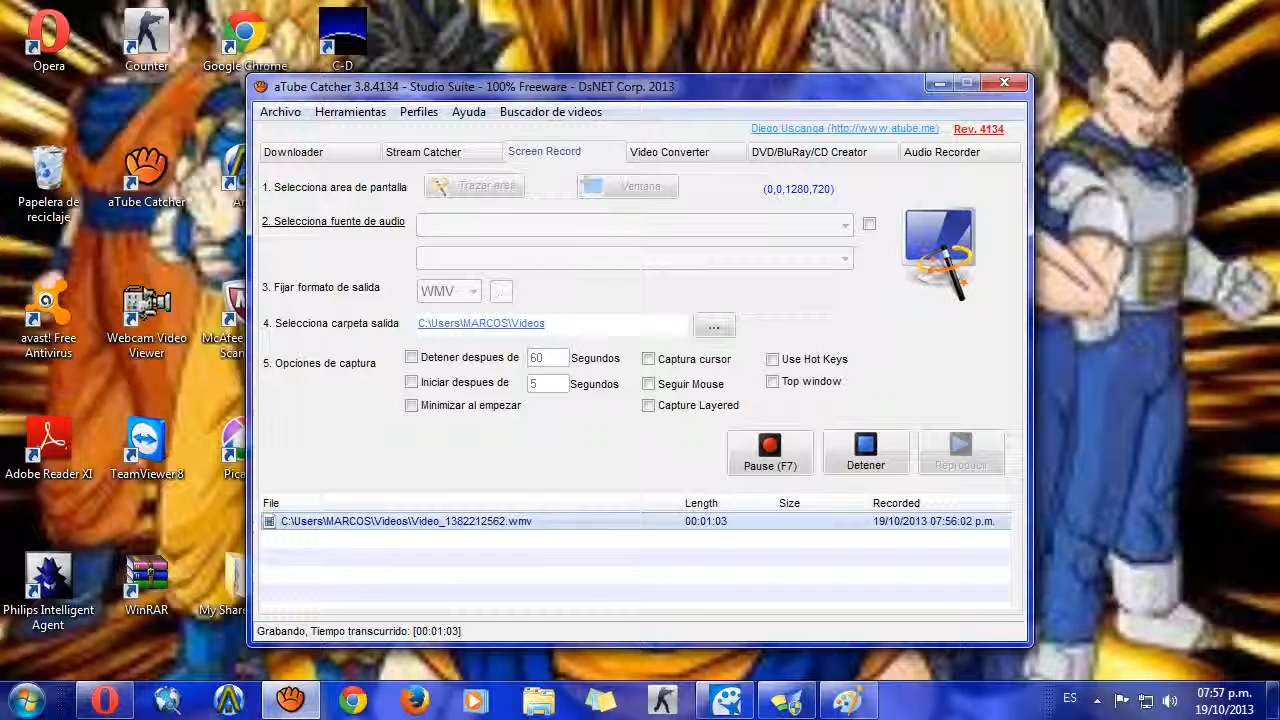 Opera
Counter
Google Chrome
C-D
aTube Catcher 3.8.4134 - Studio Suite - 100% Freeware - DsNET Corp. 2013
Archivo Herramientas Perfiles Ayuda Buscador de videos
Diego Uscanga (http://www.atube.me) Rev. 4134
Downloader Stream Catcher Screen Record Video Converter DVD/BluRay/CD Creator Audio Recorder
1. Selecciona area de pantalla Trazar area Ventana (0,0,1280,720)
2. Selecciona fuente de audio
3. Fijar formato de salida WMV ...
4. Selecciona carpeta salida C:\Users\MARCOS\Videos ...
5. Opciones de captura
Detener despues de 60 Segundos Captura cursor Use Hot Keys
Iniciar despues de 5 Segundos Seguir Mouse Top window
Minimizar al empezar Capture Layered
Pause (F7) Detener Reproducir
File Length Size Recorded
C:\Users\MARCOS\Videos\Video_1382212562.wmv 00:01:03 19/10/2013 07:56:02 p.m.
Grabando, Tiempo transcurrido: [00:01:03]
Papelera de
reciclaje
aTube Catcher
avast! Free
Antivirus
Webcam Video
Viewer
McAfee
Scan
Adobe Reader XI
TeamViewer 8
Pica
Philips Intelligent
Agent
WinRAR
My Shar
ES
07:57 p.m.
19/10/2013